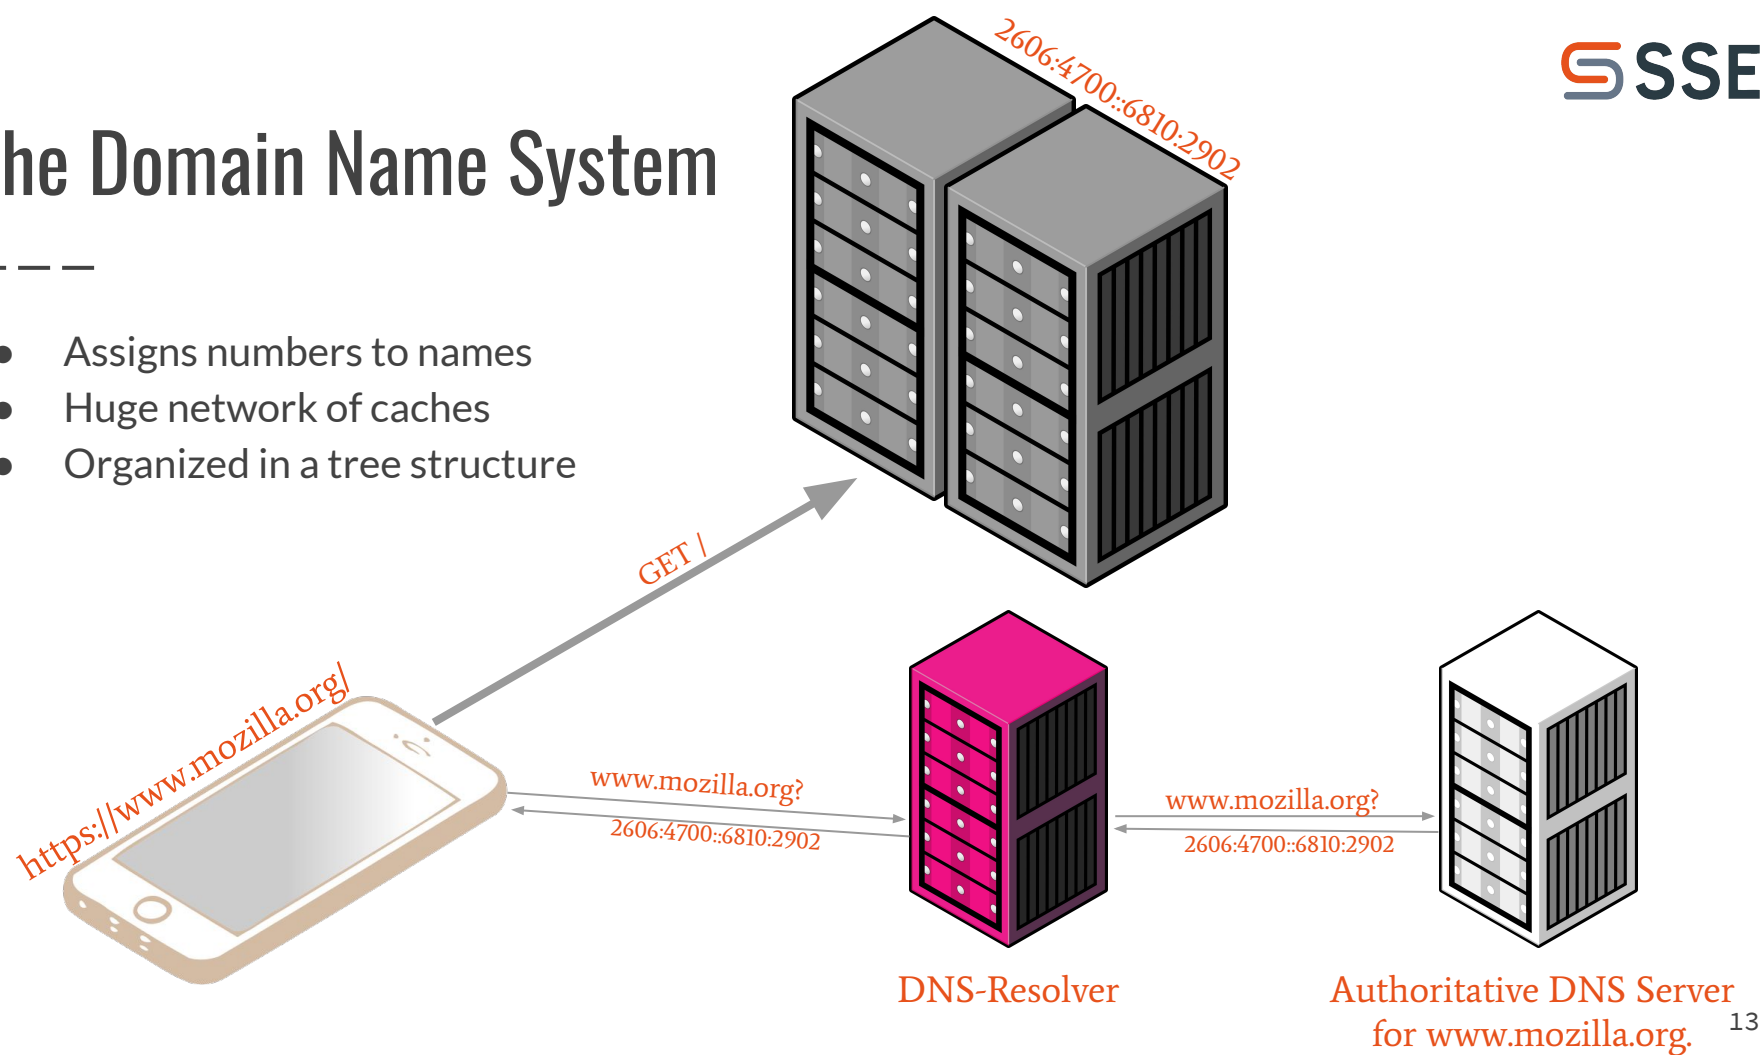 2606:4700::6810:2902
SSE
he Domain Name System
Assigns numbers to names
Huge network of caches
Organized in a tree structure
GET /
https://www.mozilla.org/
www.mozilla.org?
2606:4700::6810:2902
www.mozilla.org?
2606:4700::6810:2902
DNS-Resolver
Authoritative DNS Server
for www.mozilla.org.
13